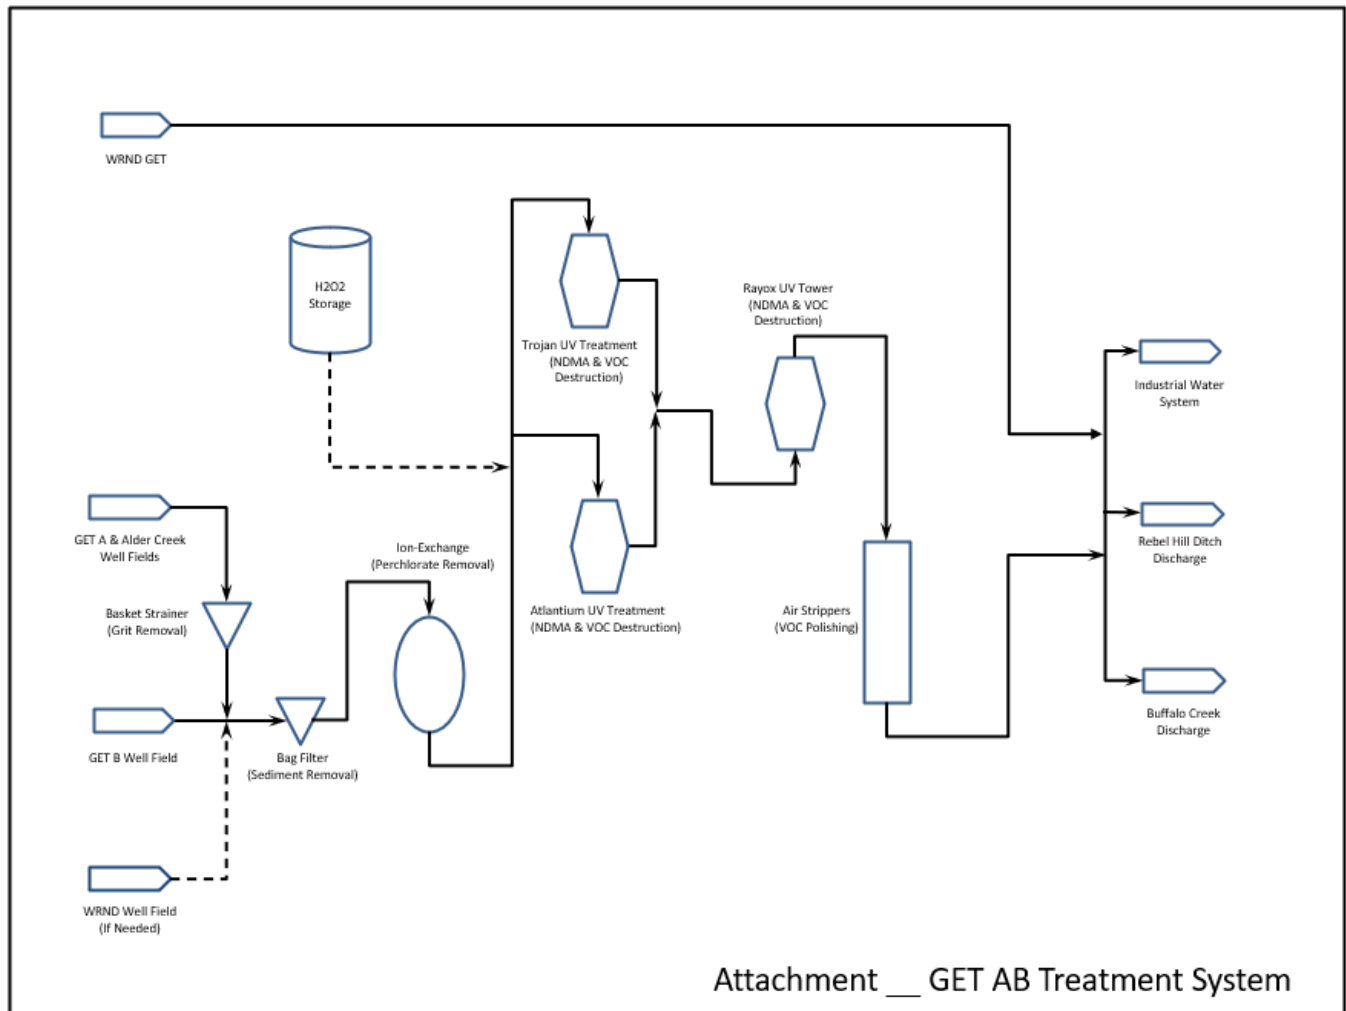 WRND GET
H2O2
Storage
Rayox UV Tower
(NDMA & VOC
Destruction)
Trojan UV Treatment
(NDMA & VOC
Destruction)
Industrial Water
System
GET A & Alder Creek
Well Fields
Ion-Exchange
(Perchlorate Removal)
Rebel Hill Ditch
Discharge
Basket Strainer
(Grit Removal)
Atlantium UV Treatment
(NDMA & VOC Destruction)
Air Strippers
(VOC Polishing)
Buffalo Creek
Discharge
GET B Well Field
Bag Filter
(Sediment Removal)
WRND Well Field
(If Needed)
Attachment __ GET AB Treatment System